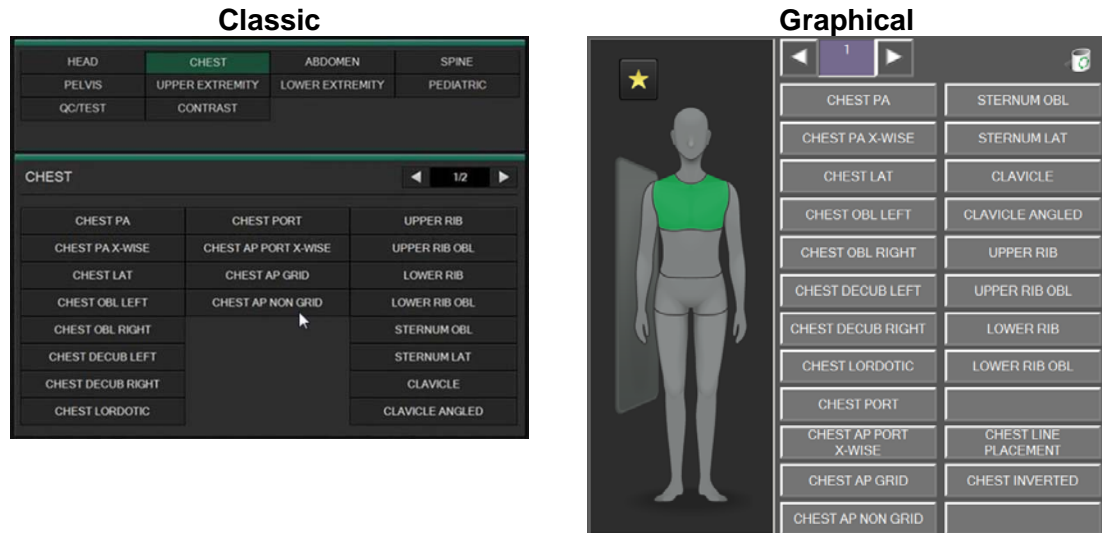 Classic
Graphical
HEAD CHEST ABDOMEN SPINE
PELVIS UPPER EXTREMITY LOWER EXTREMITY PEDIATRIC
QC/TEST CONTRAST
CHEST 1/2
CHEST PA CHEST PORT UPPER RIB
CHEST PA X-WISE CHEST AP PORT X-WISE UPPER RIB OBL
CHEST LAT CHEST AP GRID LOWER RIB
CHEST OBL LEFT CHEST AP NON GRID LOWER RIB OBL
CHEST OBL RIGHT STERNUM OBL
CHEST DECUB LEFT STERNUM LAT
CHEST DECUB RIGHT CLAVICLE
CHEST LORDOTIC CLAVICLE ANGLED
1
CHEST PA STERNUM OBL
CHEST PA X-WISE STERNUM LAT
CHEST LAT CLAVICLE
CHEST OBL LEFT CLAVICLE ANGLED
CHEST OBL RIGHT UPPER RIB
CHEST DECUB LEFT UPPER RIB OBL
CHEST DECUB RIGHT LOWER RIB
CHEST LORDOTIC LOWER RIB OBL
CHEST PORT
CHEST AP PORT CHEST LINE
X-WISE PLACEMENT
CHEST AP GRID CHEST INVERTED
CHEST AP NON GRID